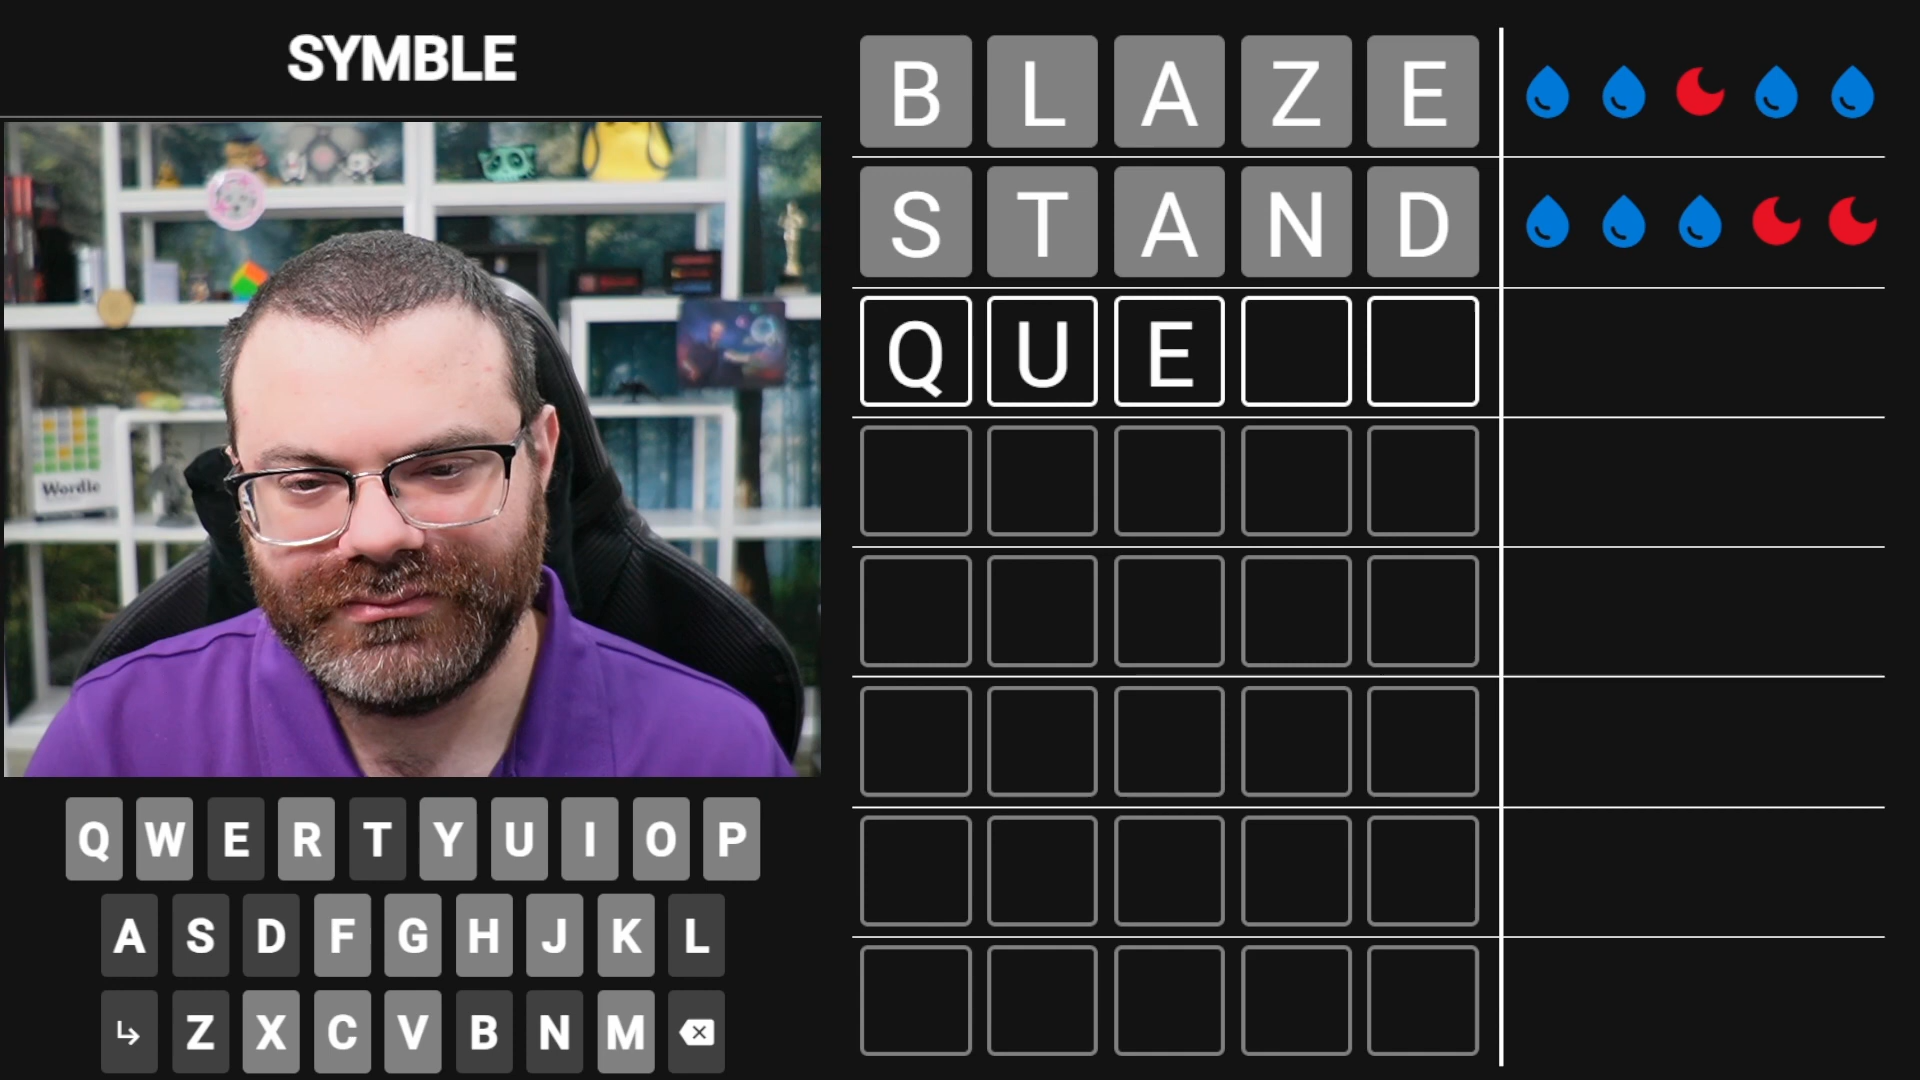 SYMBLE
BLAZE
STAND
QUE
Wordle
QWERTYUIOP
ASDFGHJKL
ZXCVBNM